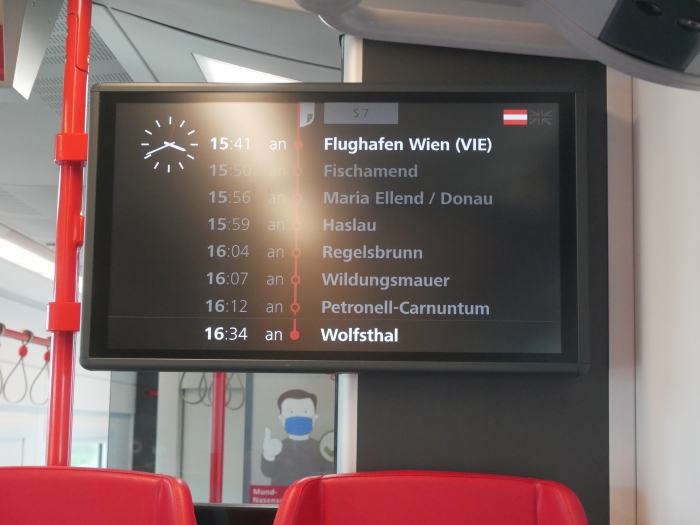 S7
15:41 an Flughafen Wien (VIE)
15:50 an Fischamend
15:56 an Maria Ellend / Donau
15:59 an Haslau
16:04 an Regelsbrunn
16:07 an Wildungsmauer
16:12 an Petronell-Carnuntum
16:34 an Wolfsthal
Mund-